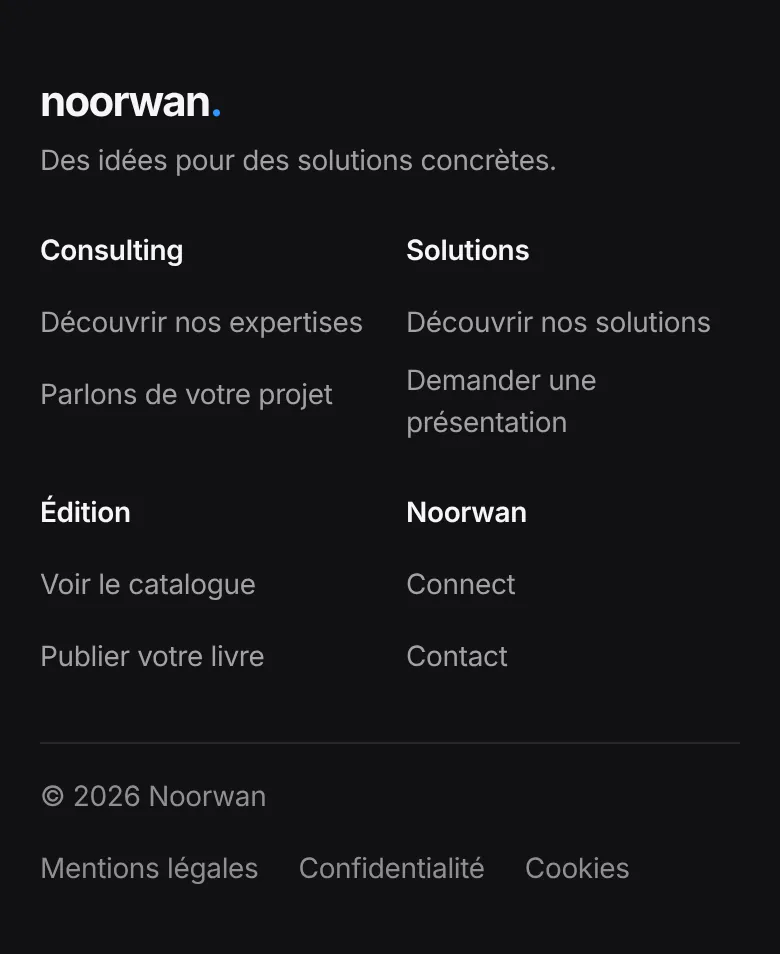 noorwan.
Des idées pour des solutions concrètes.
Consulting
Découvrir nos expertises
Parlons de votre projet
Solutions
Découvrir nos solutions
Demander une
présentation
Édition
Voir le catalogue
Publier votre livre
Noorwan
Connect
Contact
© 2026 Noorwan
Mentions légales Confidentialité Cookies